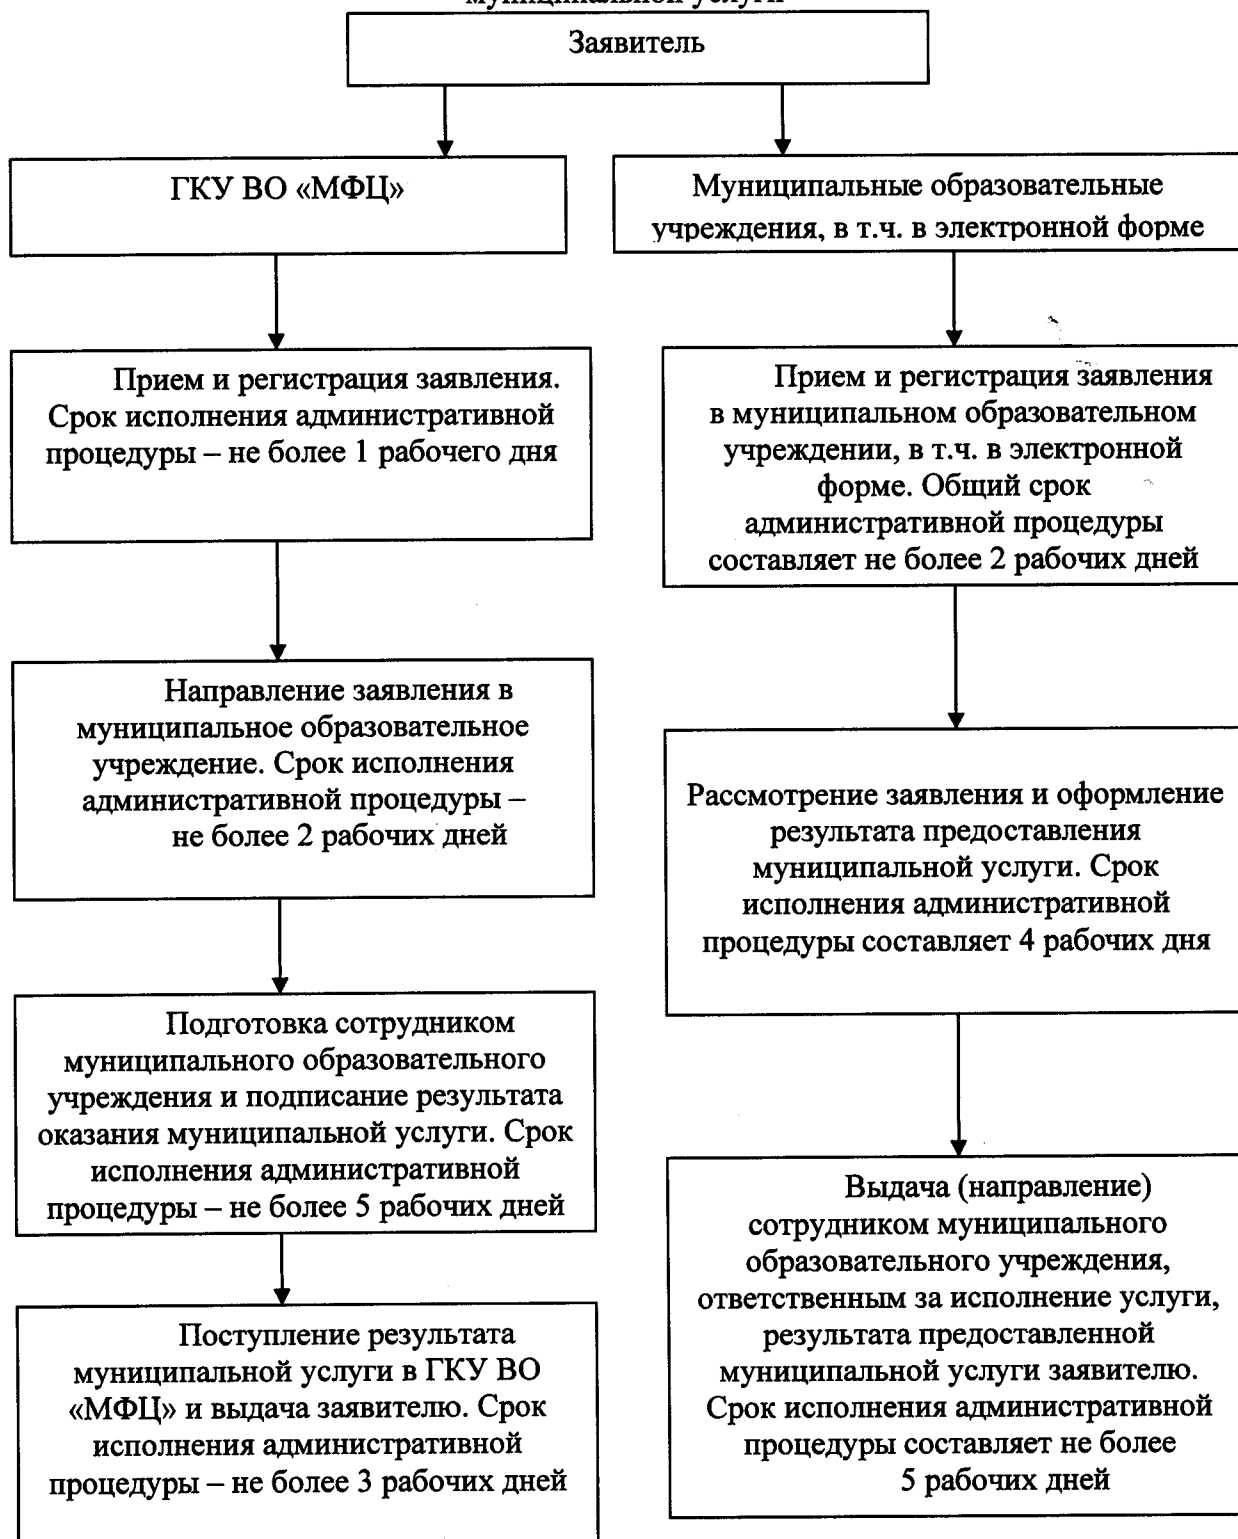 муниципальной услуги
Заявитель
ГКУ ВО «МФЦ»
Муниципальные образовательные
учреждения, в т.ч. в электронной форме
Прием и регистрация заявления.
Срок исполнения административной
процедуры – не более 1 рабочего дня
Прием и регистрация заявления
в муниципальном образовательном
учреждении, в т.ч. в электронной
форме. Общий срок
административной процедуры
составляет не более 2 рабочих дней
Направление заявления в
муниципальное образовательное
учреждение. Срок исполнения
административной процедуры –
не более 2 рабочих дней
Рассмотрение заявления и оформление
результата предоставления
муниципальной услуги. Срок
исполнения административной
процедуры составляет 4 рабочих дня
Подготовка сотрудником
муниципального образовательного
учреждения и подписание результата
оказания муниципальной услуги. Срок
исполнения административной
процедуры – не более 5 рабочих дней
Выдача (направление)
сотрудником муниципального
образовательного учреждения,
ответственным за исполнение услуги,
результата предоставленной
муниципальной услуги заявителю.
Срок исполнения административной
процедуры составляет не более
5 рабочих дней
Поступление результата
муниципальной услуги в ГКУ ВО
«МФЦ» и выдача заявителю. Срок
исполнения административной
процедуры – не более 3 рабочих дней